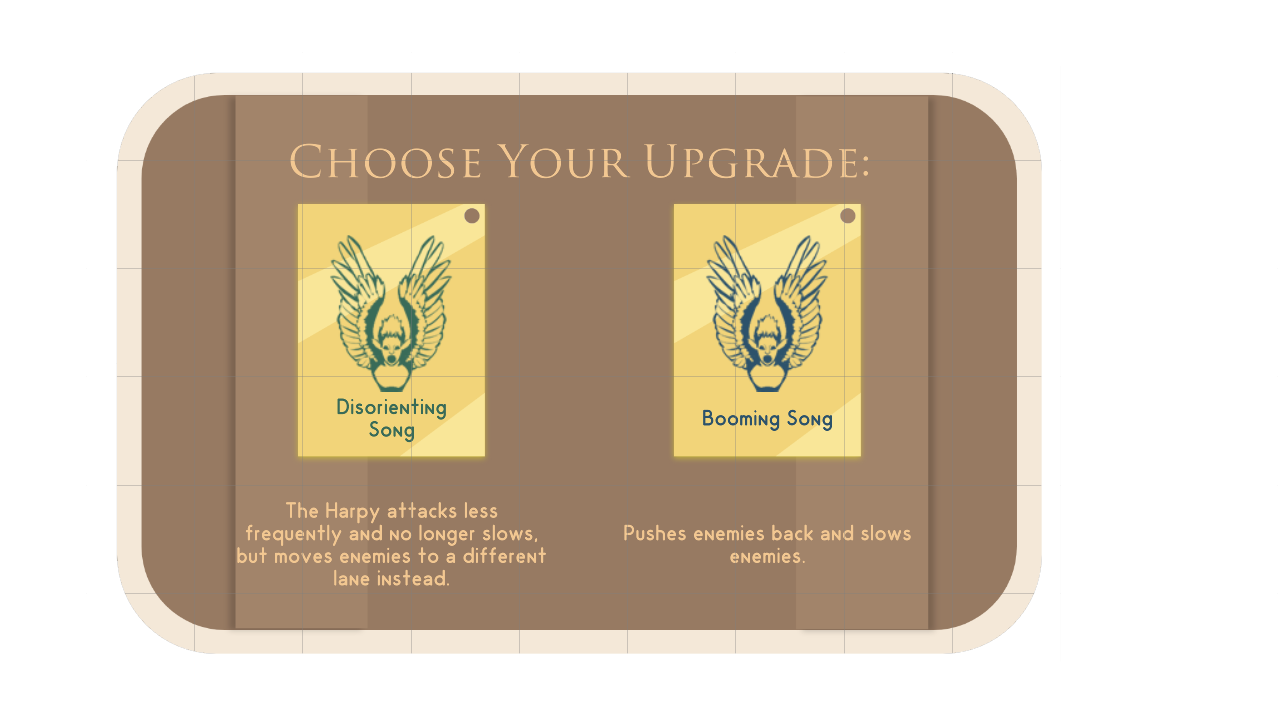 Choose Your Upgrade:
Disorienting
Song
Booming Song
The Harpy attacks less
frequently and no longer slows,
but moves enemies to a different
lane instead.
Pushes enemies back and slows
enemies.